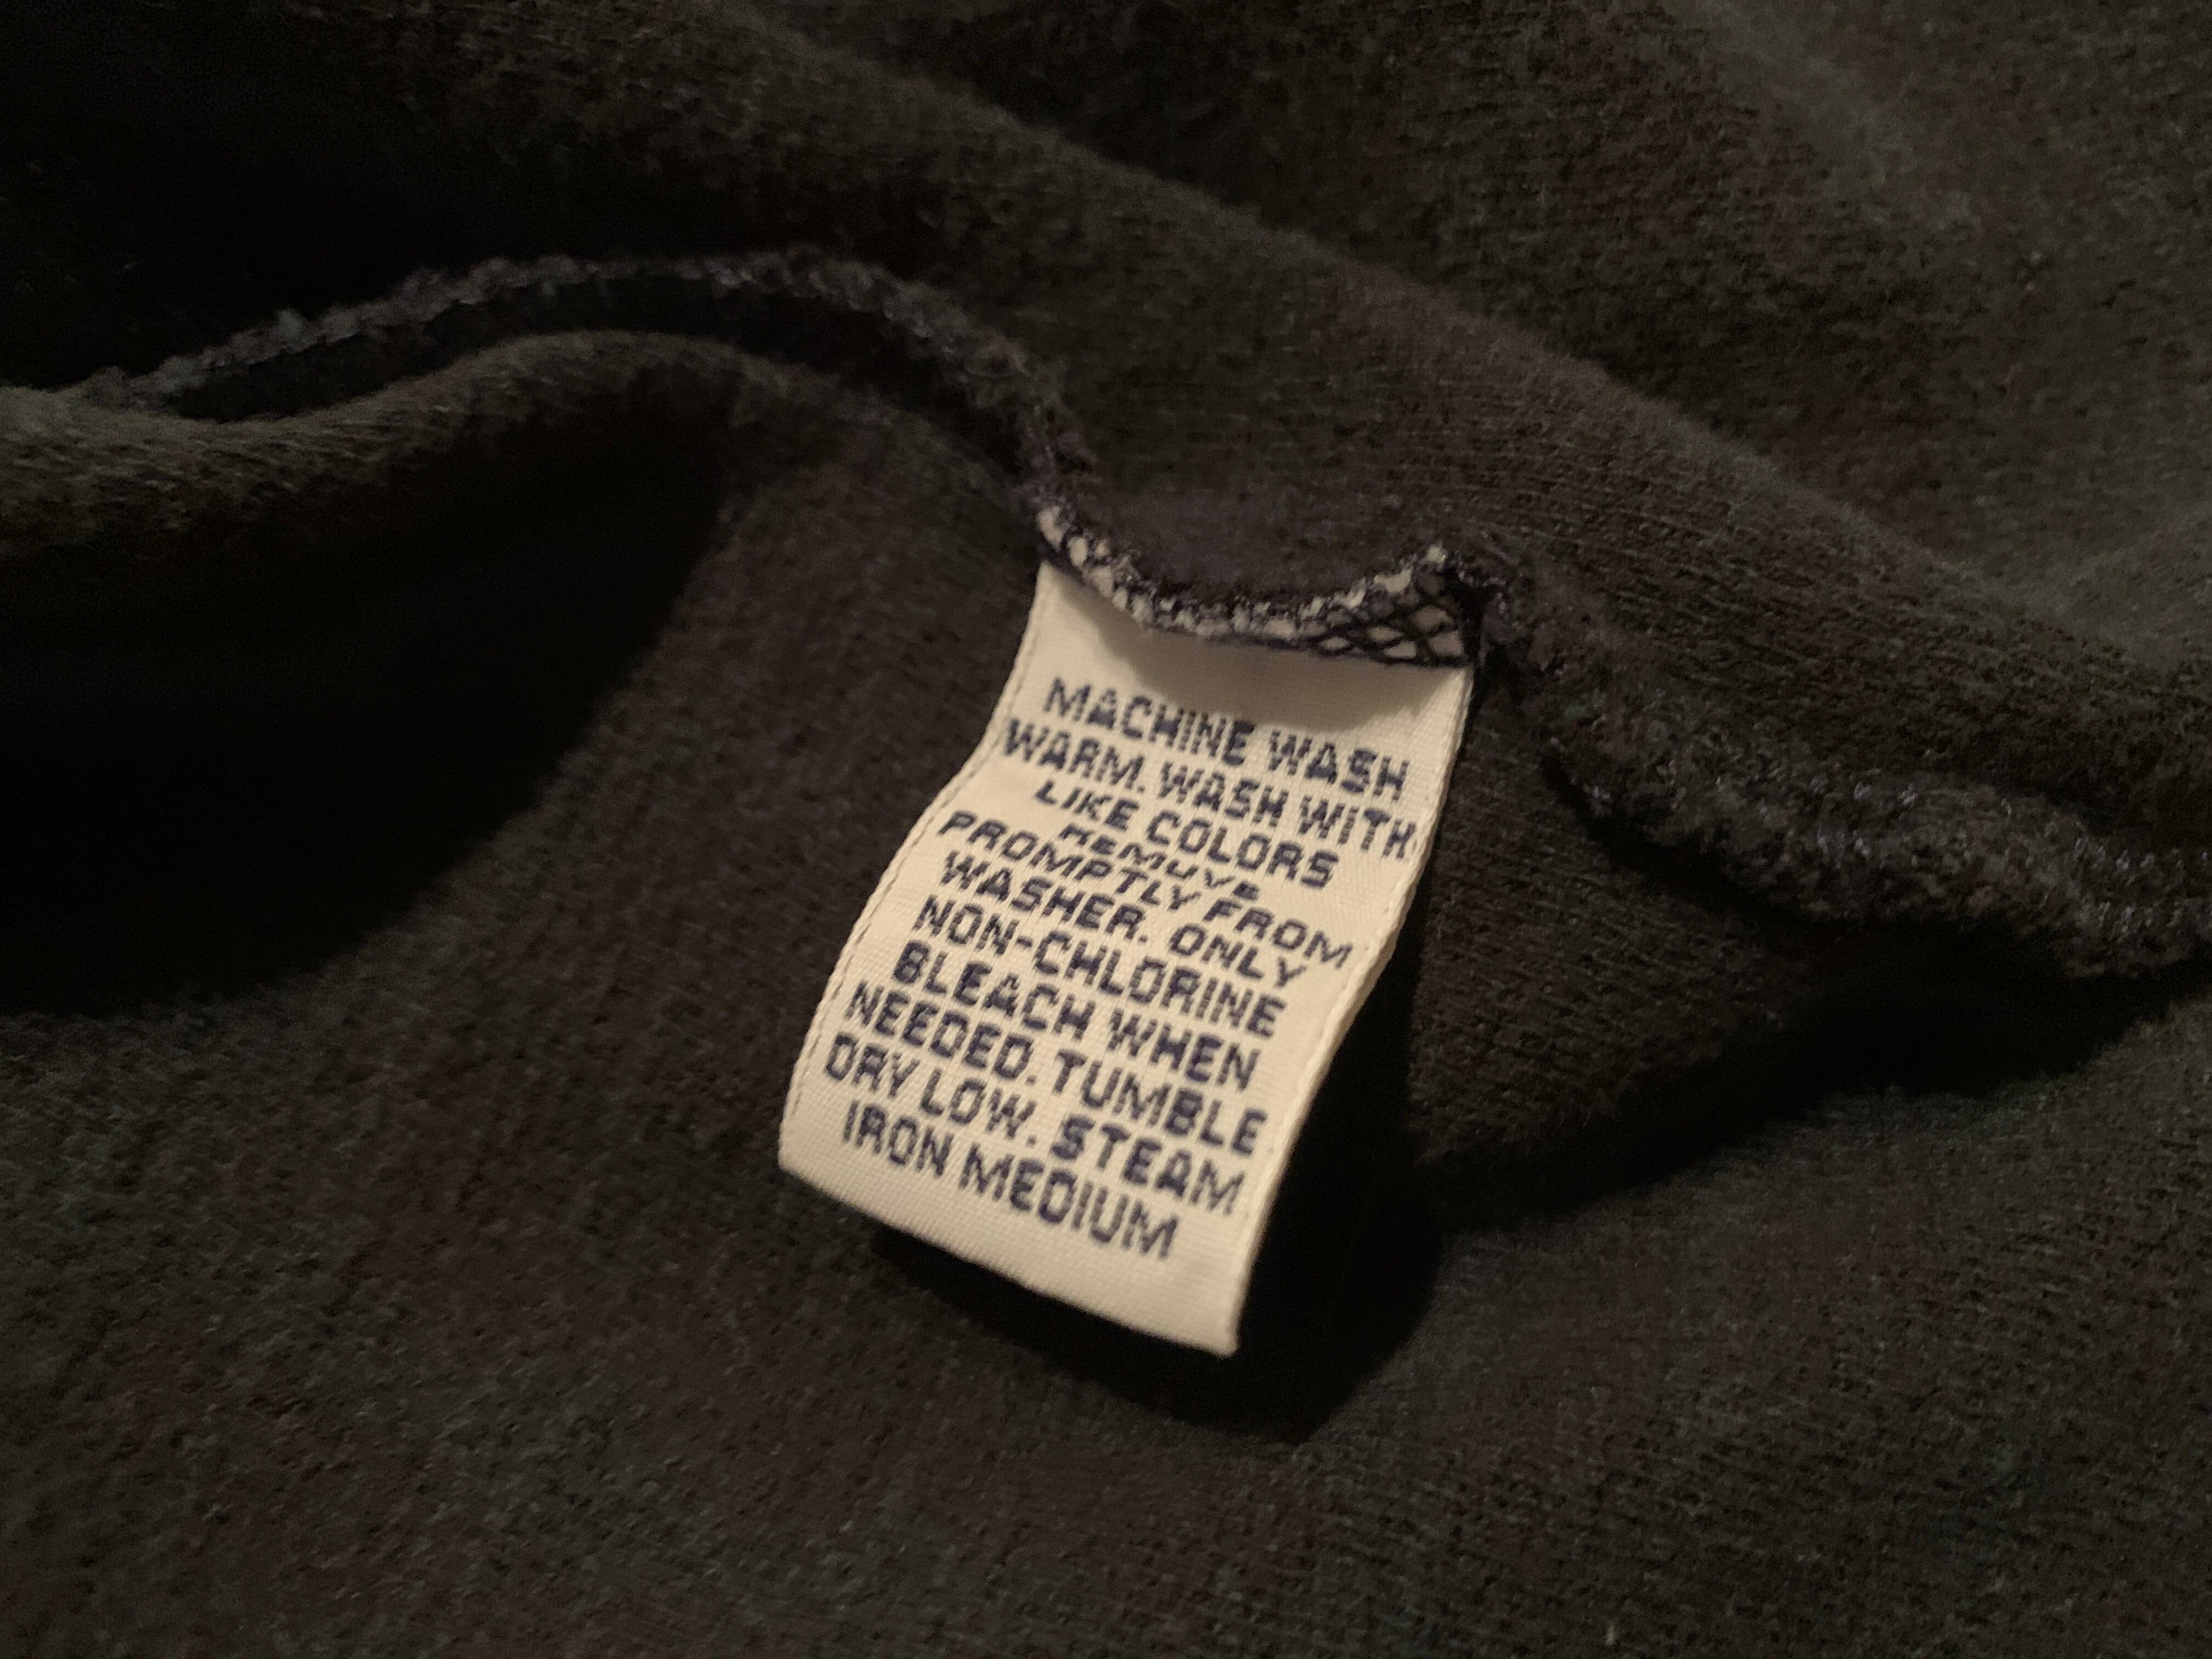 MACHINE WASH
WARM. WASH WITH
LIKE COLORS
REMOVE
PROMPTLY FROM
WASHER. ONLY
NON-CHLORINE
BLEACH WHEN
NEEDED. TUMBLE
DRY LOW. STEAM
IRON MEDIUM